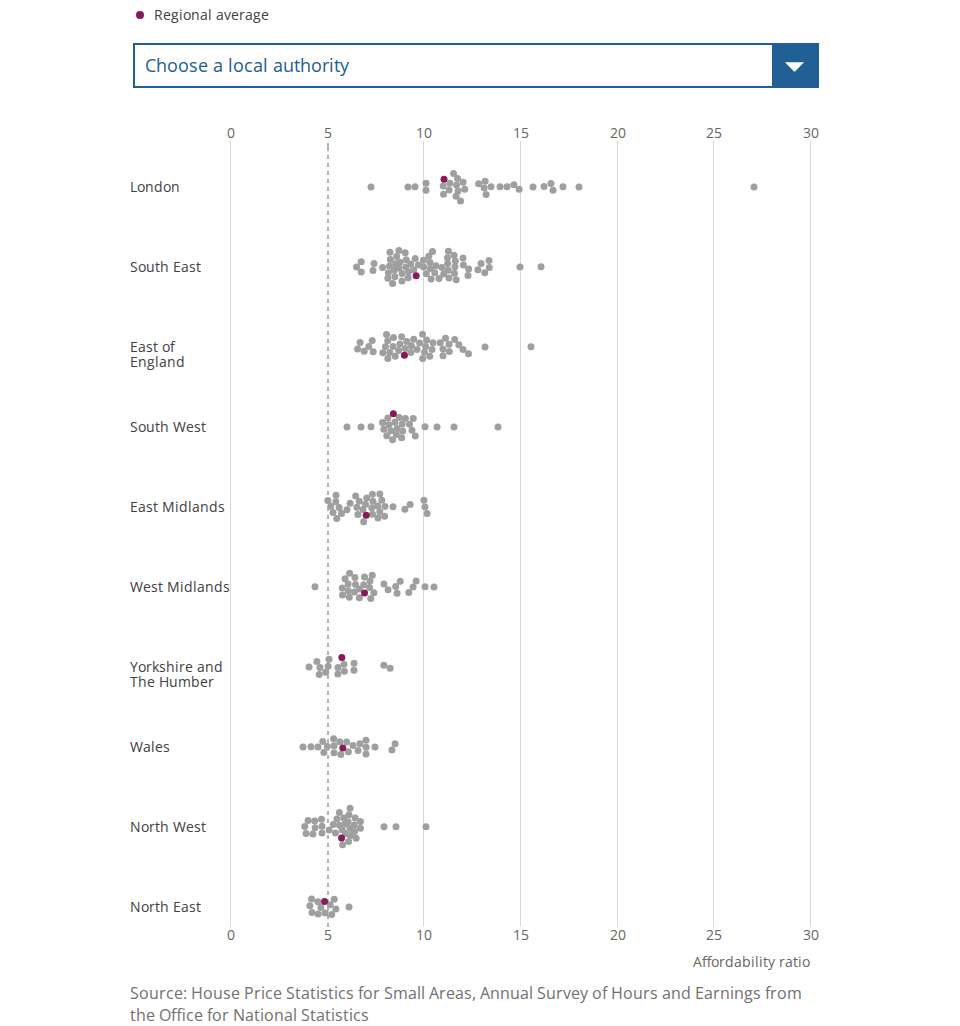 Regional average
Choose a local authority
0 5 10 15 20 25 30
London
South East
East of
England
South West
East Midlands
West Midlands
Yorkshire and
The Humber
Wales
North West
North East
0 5 10 15 20 25 30
Affordability ratio
Source: House Price Statistics for Small Areas, Annual Survey of Hours and Earnings from
the Office for National Statistics